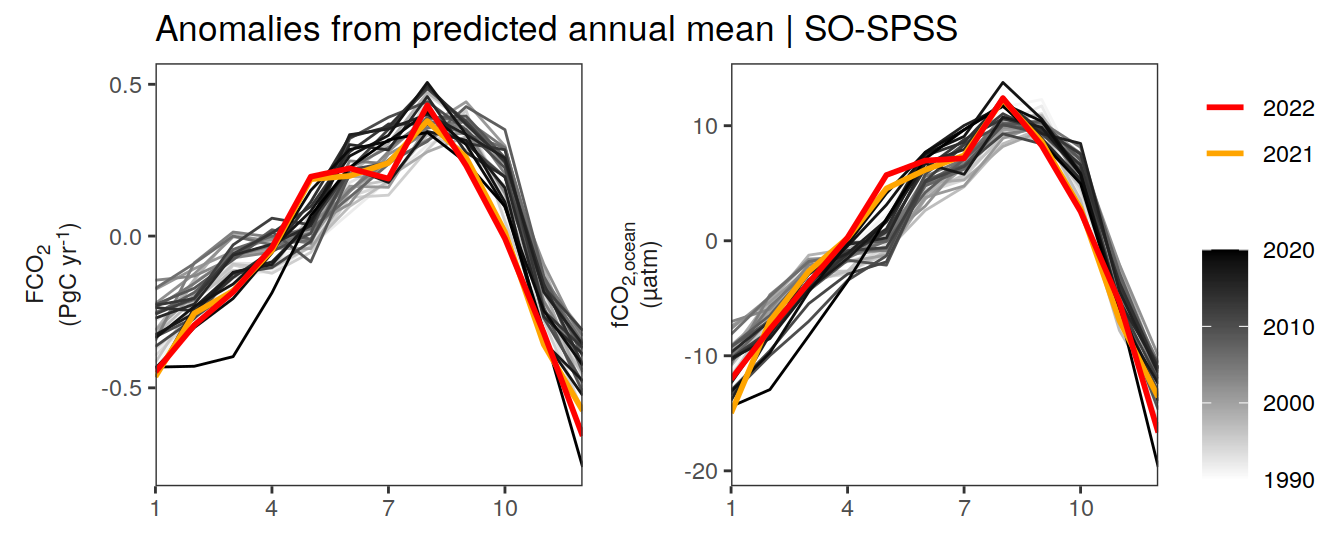 Anomalies from predicted annual mean | SO-SPSS
FCO2
(PgC yr-1)
0.5
0.0
-0.5
1 4 7 10
fCO2,ocean
(µatm)
10
0
-10
-20
1 4 7 10
2022
2021
2020
2010
2000
1990